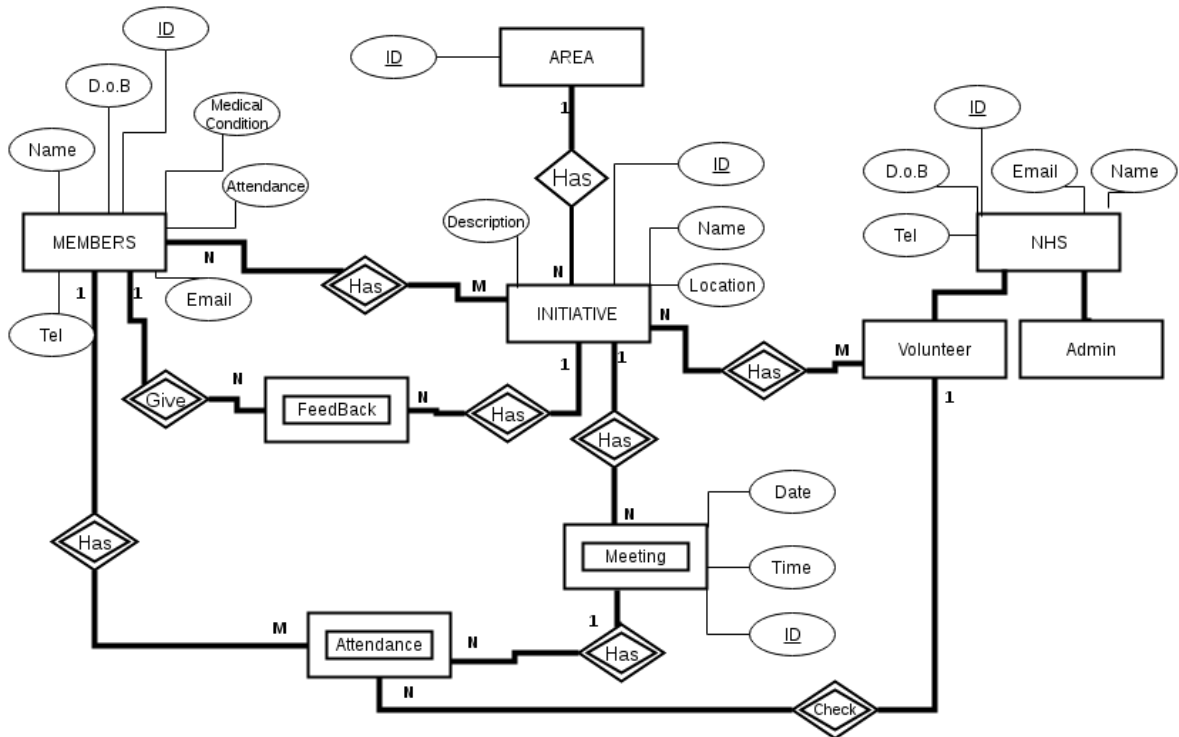 ID
AREA
ID
D.o.B
Medical
Condition
ID
Name
Attendance
1
Has
ID
D.o.B
Email
Name
Description
Name
Tel
NHS
MEMBERS
N
Has
M
N
Location
1
1
Email
Tel
INITIATIVE
N
Has
M
Volunteer
Admin
1
1
1
Give
N
FeedBack
N
Has
Has
Date
N
Meeting
Time
Has
M
Attendance
N
1
Has
ID
N
Check